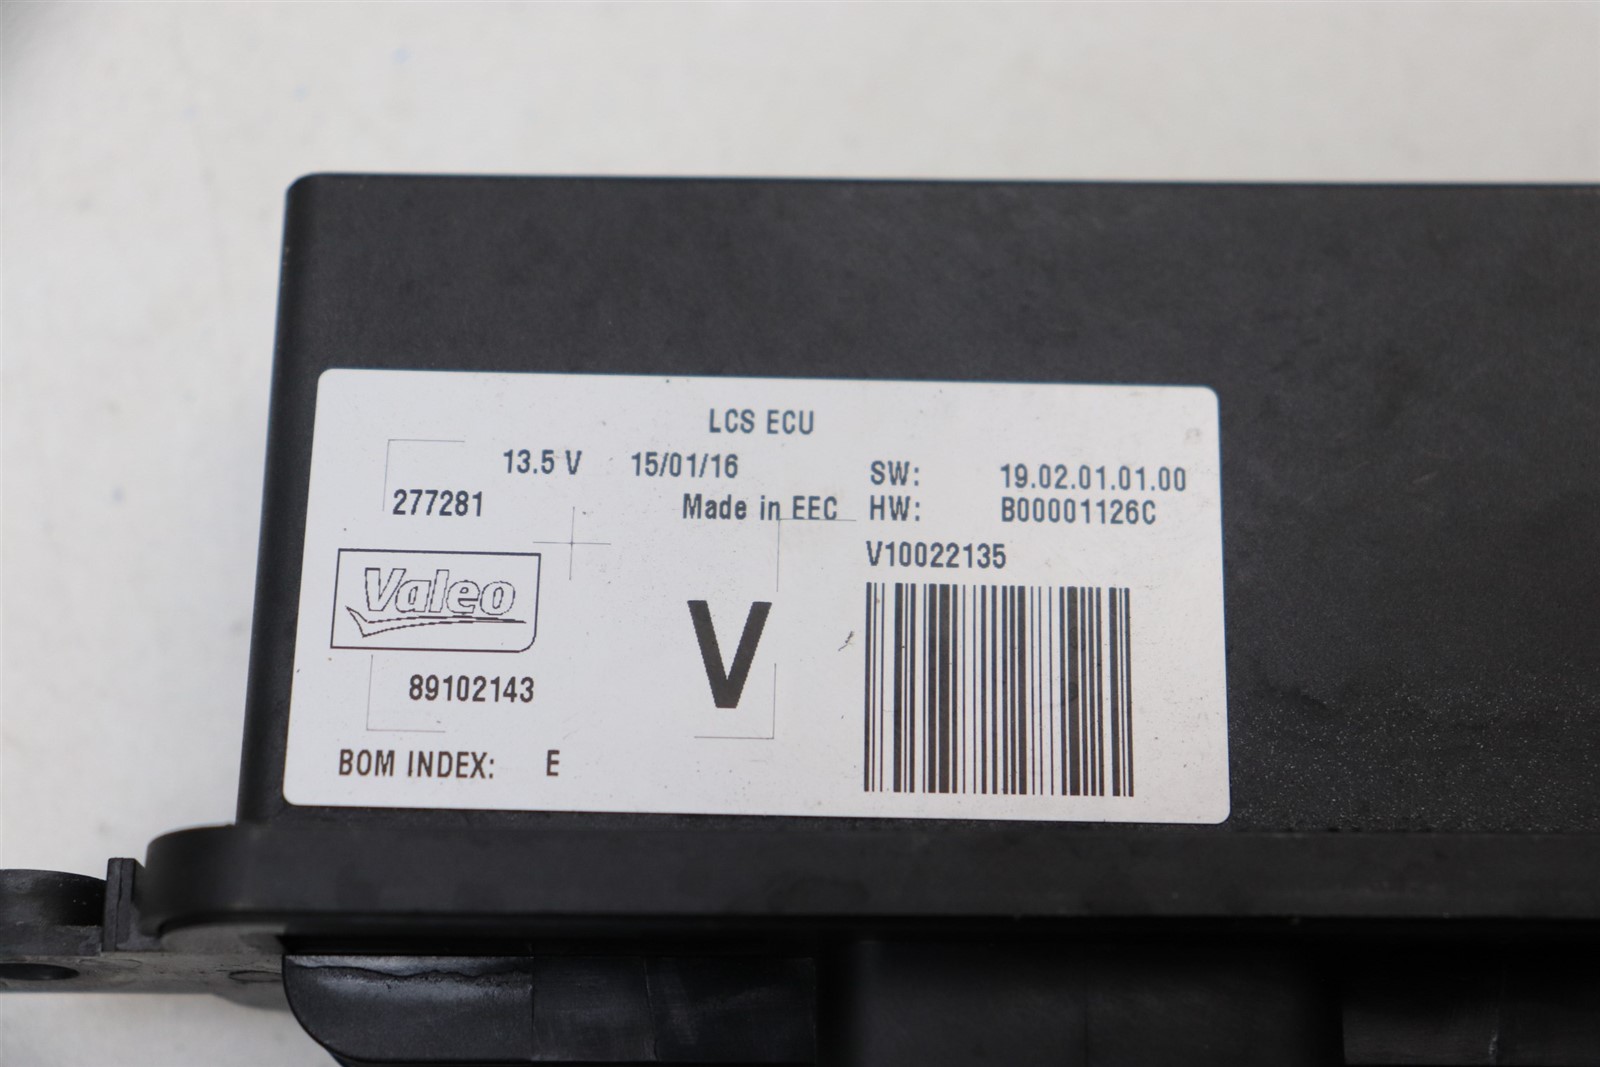 LCS ECU
13.5 V 15/01/16 SW: 19.02.01.01.00
277281 Made in EEC HW: B00001126C
V10022135
Valeo
V
89102143
BOM INDEX: E